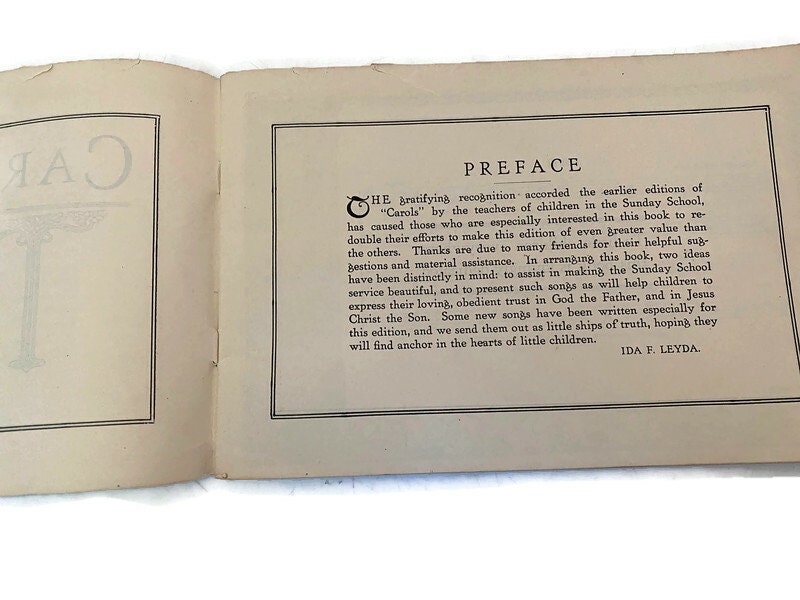 PREFACE
THE gratifying recognition accorded the earlier editions of
"Carols" by the teachers of children in the Sunday School,
has caused those who are especially interested in this book to re-
double their efforts to make this edition of even greater value than
the others. Thanks are due to many friends for their helpful sug-
gestions and material assistance. In arranging this book, two ideas
have been distinctly in mind: to assist in making the Sunday School
service beautiful, and to present such songs as will help children to
express their loving, obedient trust in God the Father, and in Jesus
Christ the Son. Some new songs have been written especially for
this edition, and we send them out as little ships of truth, hoping they
will find anchor in the hearts of little children.
IDA F. LEYDA.
CAR